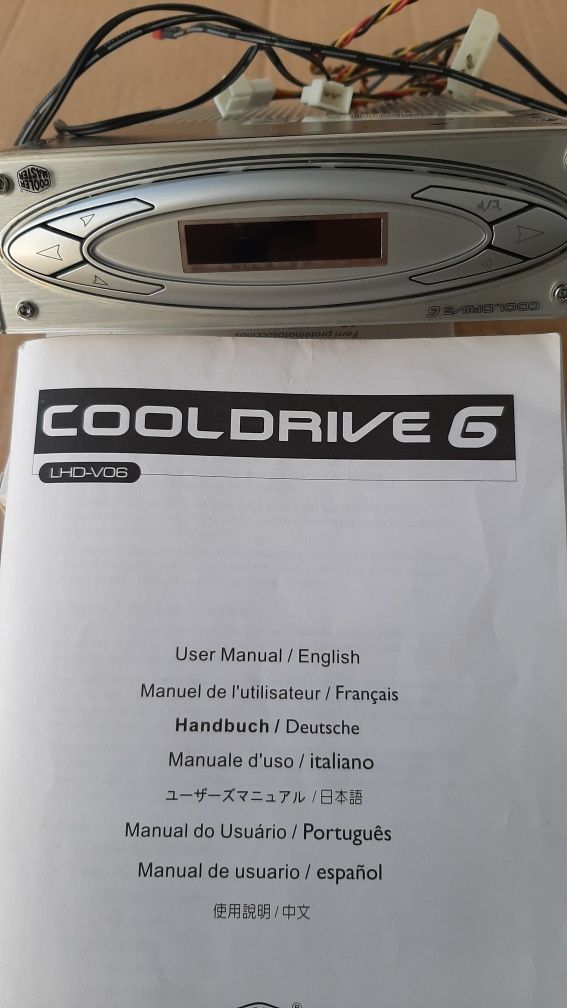 COOLER
MASTER
°C/°F
COOLDRIVE 6
Ferri proteinatosuccinas
COOLDRIVE 6
LHD-V06
User Manual / English
Manuel de l'utilisateur / Français
Handbuch / Deutsche
Manuale d'uso / italiano
ユーザーズマニュアル / 日本語
Manual do Usuário / Português
Manual de usuario / español
使用說明 / 中文
®